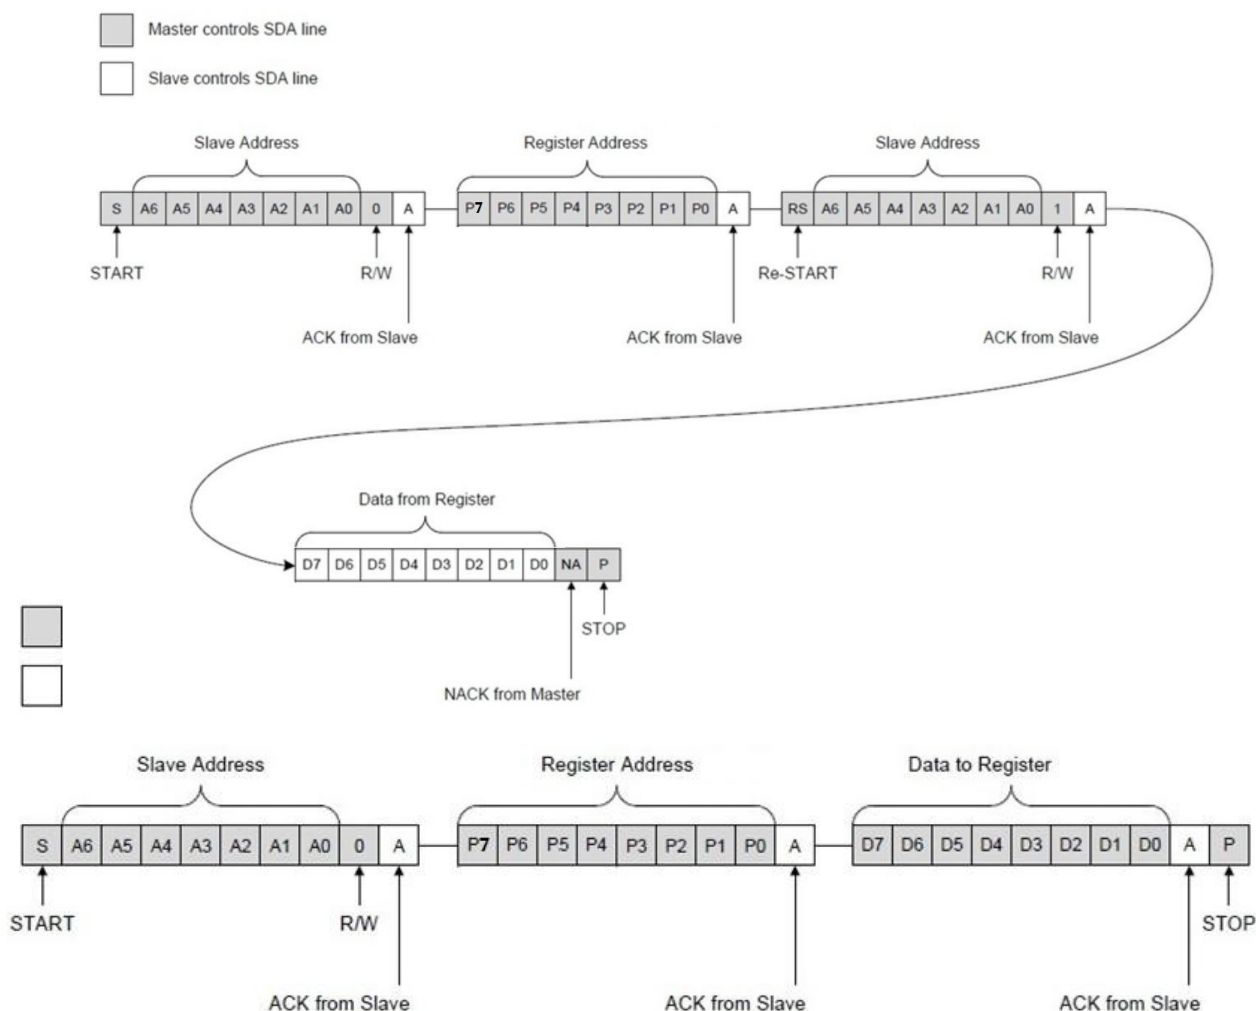 Master controls SDA line
Slave controls SDA line
Slave Address Register Address Slave Address
S A6 A5 A4 A3 A2 A1 A0 0 A P7 P6 P5 P4 P3 P2 P1 P0 A RS A6 A5 A4 A3 A2 A1 A0 1 A
START R/W Re-START R/W
ACK from Slave ACK from Slave ACK from Slave
Data from Register
D7 D6 D5 D4 D3 D2 D1 D0 NA P
STOP
NACK from Master
Slave Address Register Address Data to Register
S A6 A5 A4 A3 A2 A1 A0 0 A P7 P6 P5 P4 P3 P2 P1 P0 A D7 D6 D5 D4 D3 D2 D1 D0 A P
START R/W STOP
ACK from Slave ACK from Slave ACK from Slave